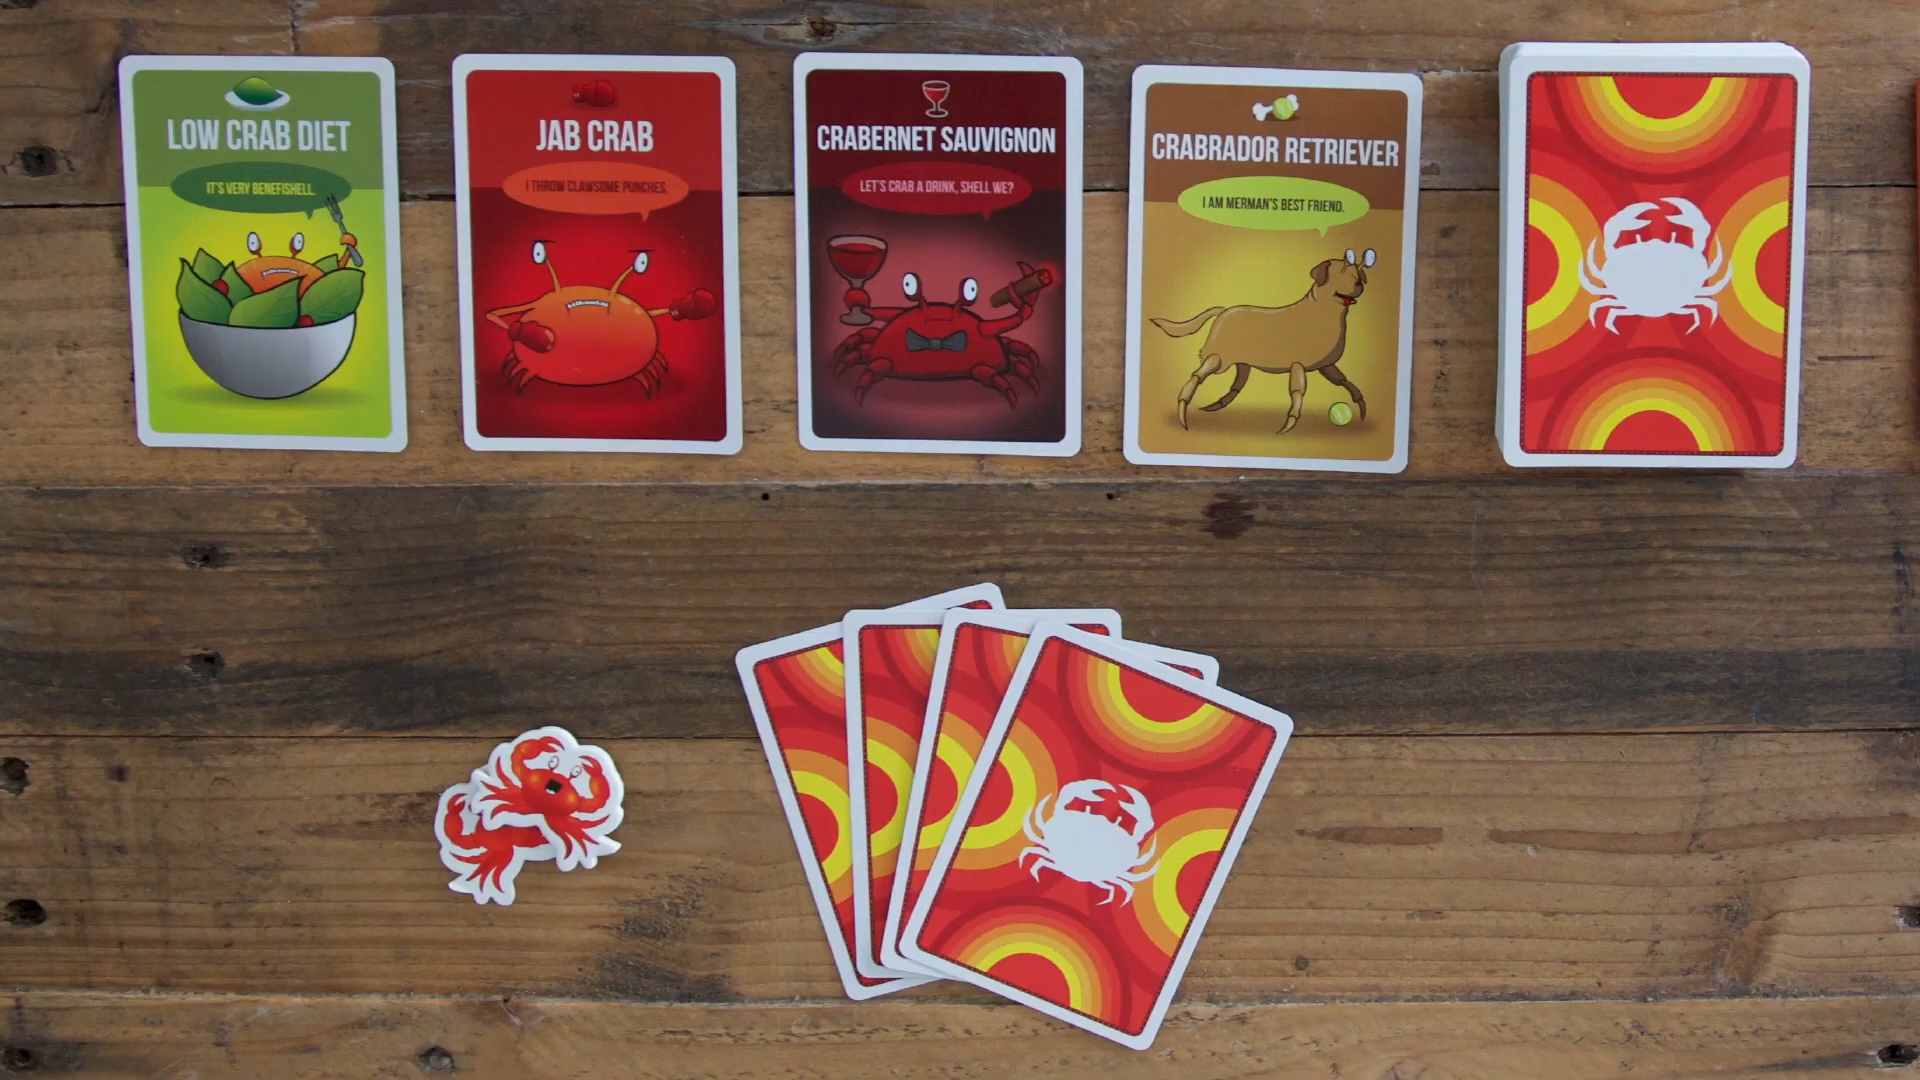 LOW CRAB DIET
IT'S VERY BENEFISHELL.
JAB CRAB
I THROW CLAWSOME PUNCHES.
CRABERNET SAUVIGNON
LET'S CRAB A DRINK, SHELL WE?
CRABRADOR RETRIEVER
I AM MERMAN'S BEST FRIEND.